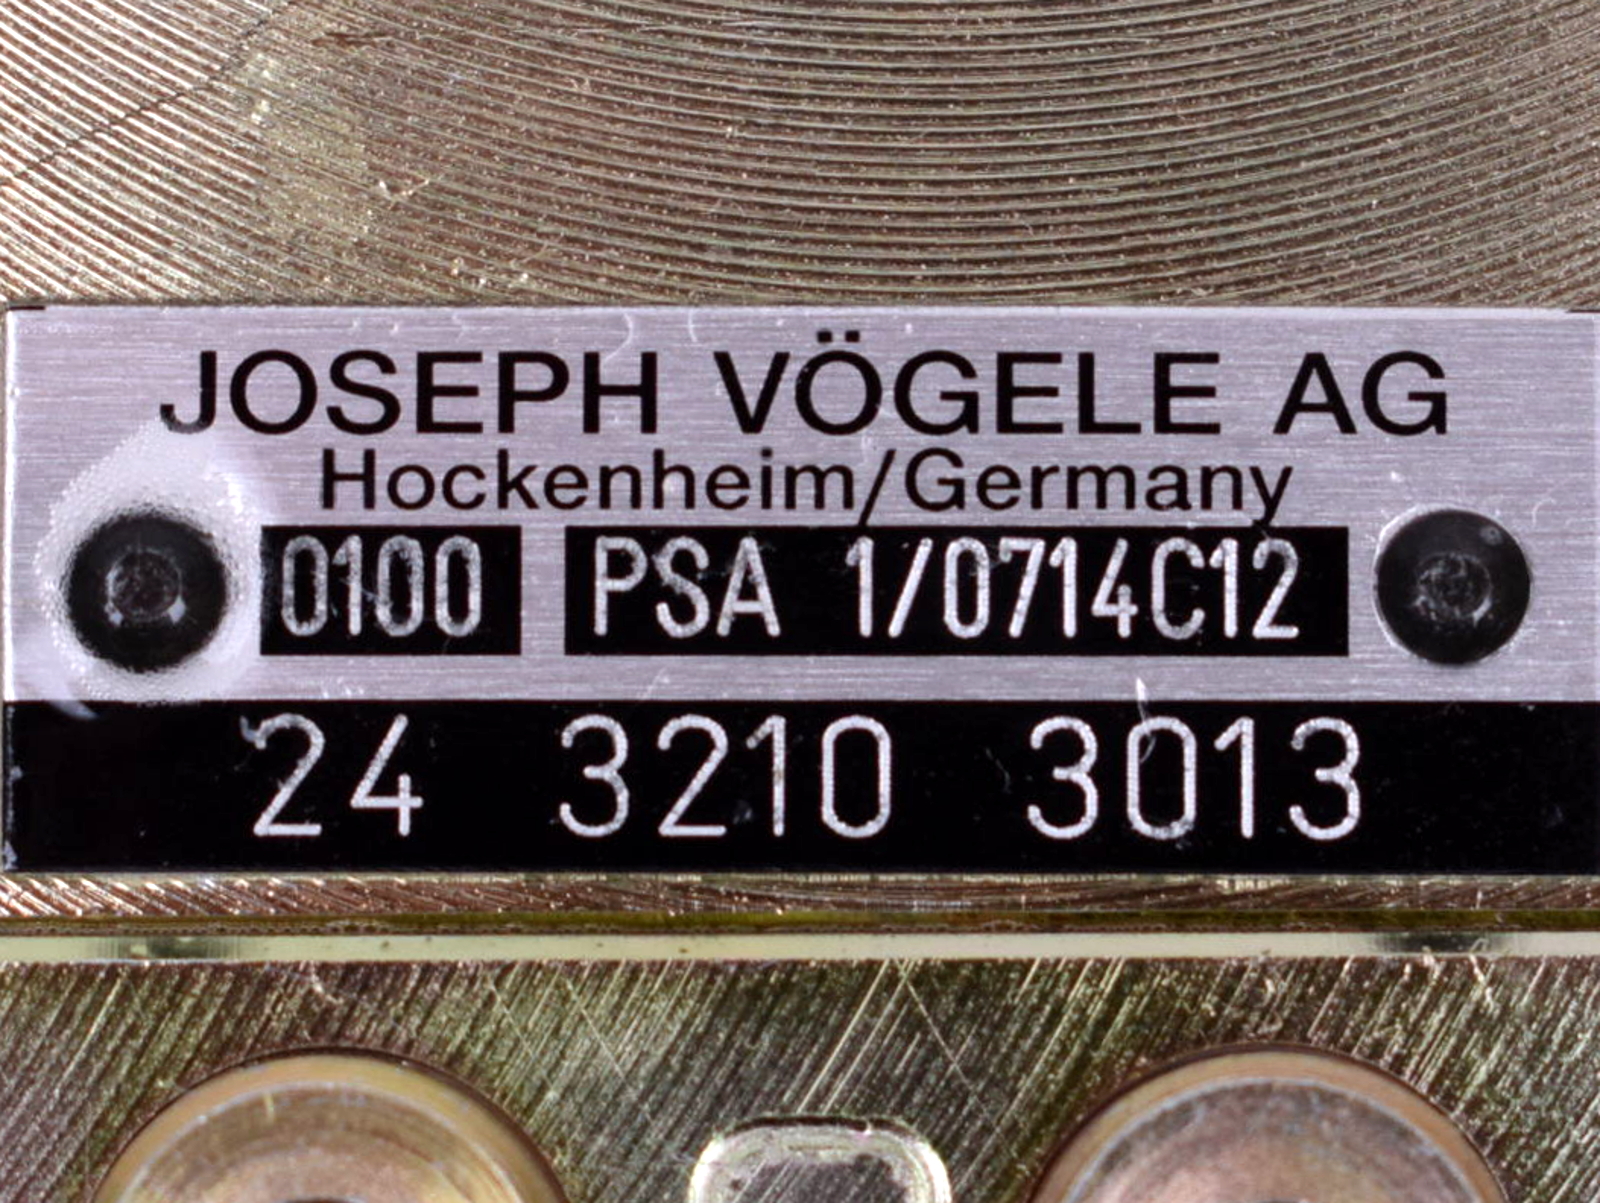 JOSEPH VÖGELE AG
Hockenheim/Germany
0100 PSA 1/0714C12
24 3210 3013